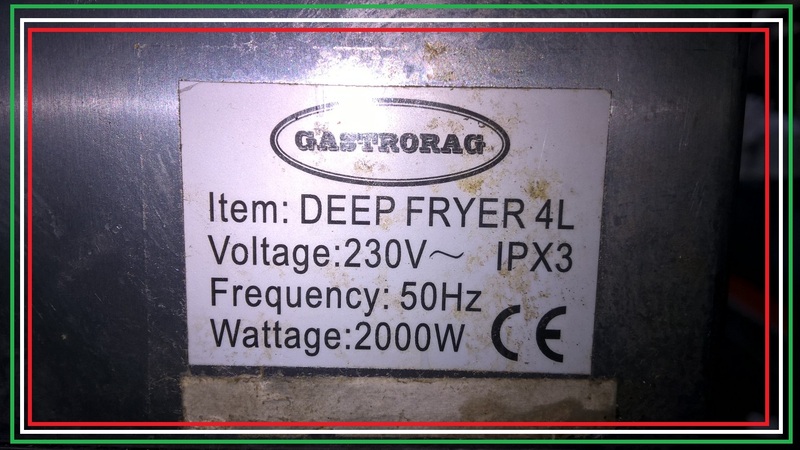 GASTRORAG
Item: DEEP FRYER 4L
Voltage:230V~ IPX3
Frequency: 50Hz
Wattage:2000W CE